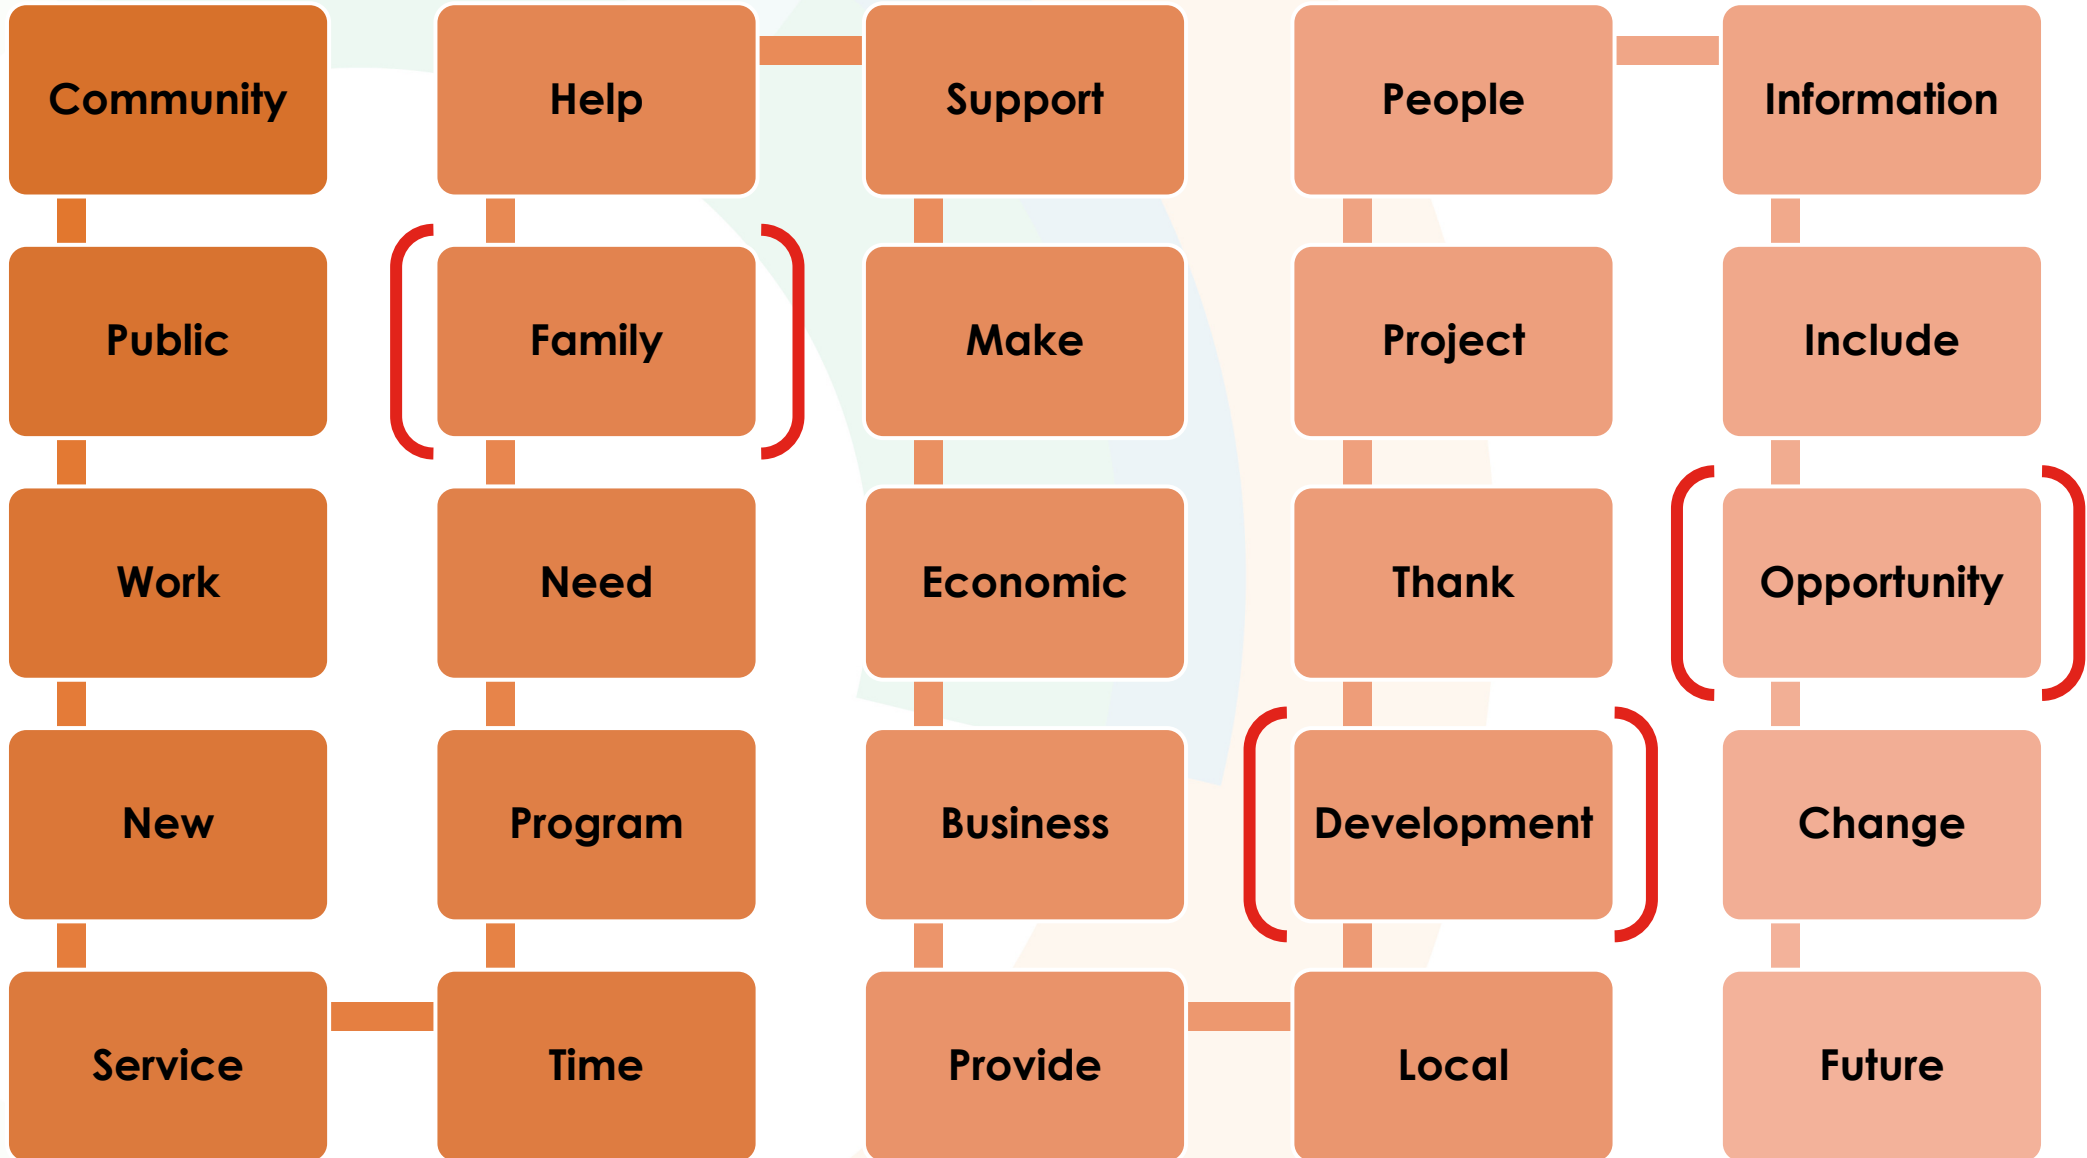 Community
Public
Work
New
Service
Time
Program
Need
Family
Help
Support
Make
Economic
Business
Provide
Local
Development
Thank
Project
People
Information
Include
Opportunity
Change
Future